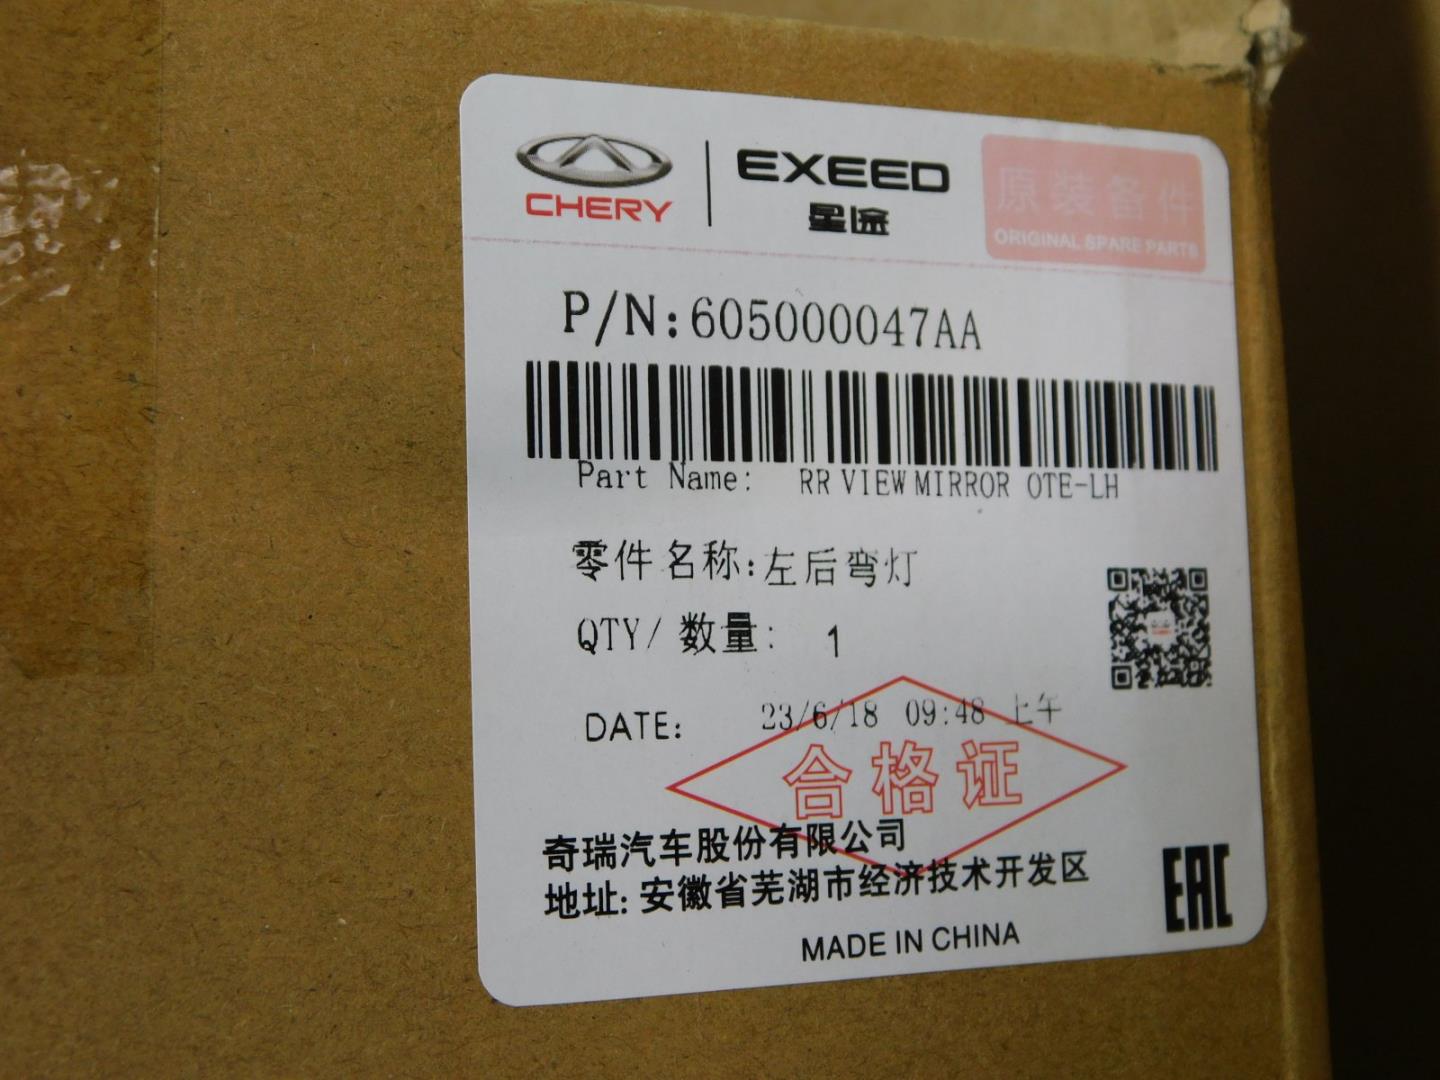 CHERY
EXEED
星途
原装备件
ORIGINAL SPARE PARTS
P/N:605000047AA
Part Name: RR VIEW MIRROR OTE-LH
零件名称:左后弯灯
QTY/数量: 1
DATE: 23/6/18 09:48 上午
合格证
奇瑞汽车股份有限公司
地址: 安徽省芜湖市经济技术开发区
MADE IN CHINA
EAC